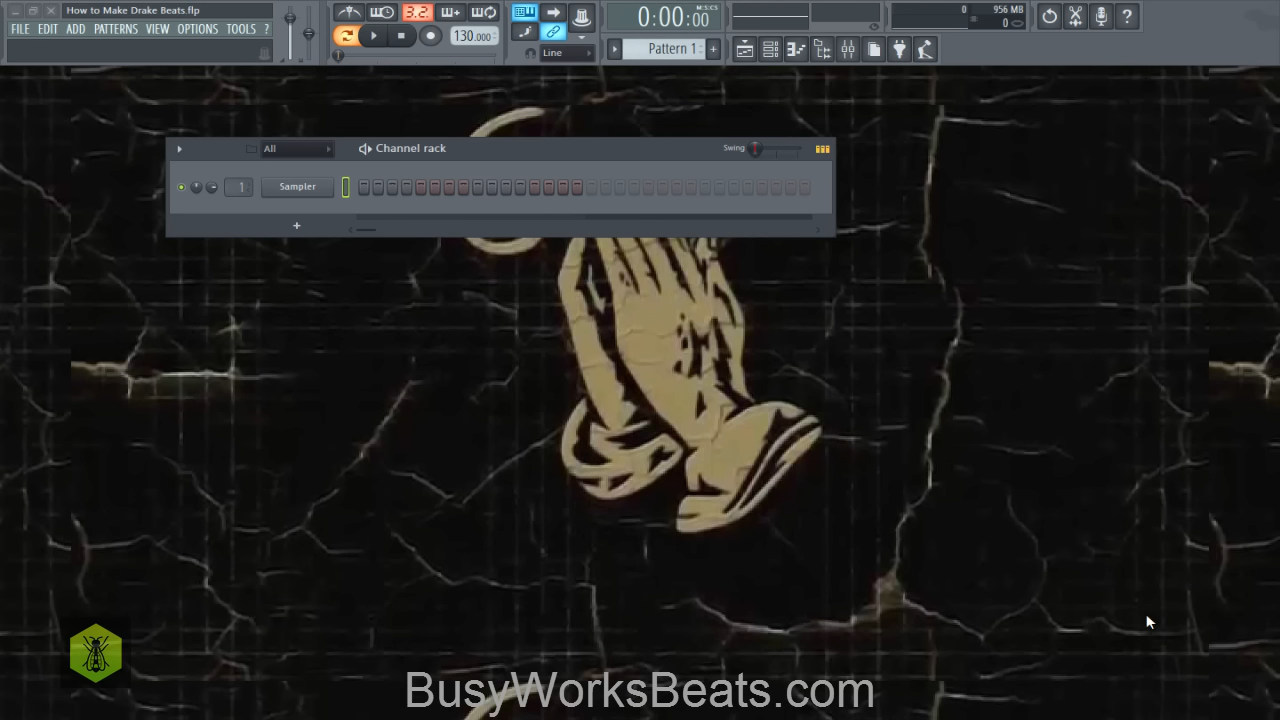 How to Make Drake Beats.flp
FILE EDIT ADD PATTERNS VIEW OPTIONS TOOLS ?
3.2.
130.000
Line
0:00:00
M:S:CS
Pattern 1
+
0
956 MB
0
?
All
Channel rack
Swing
1
Sampler
+
BusyWorksBeats.com